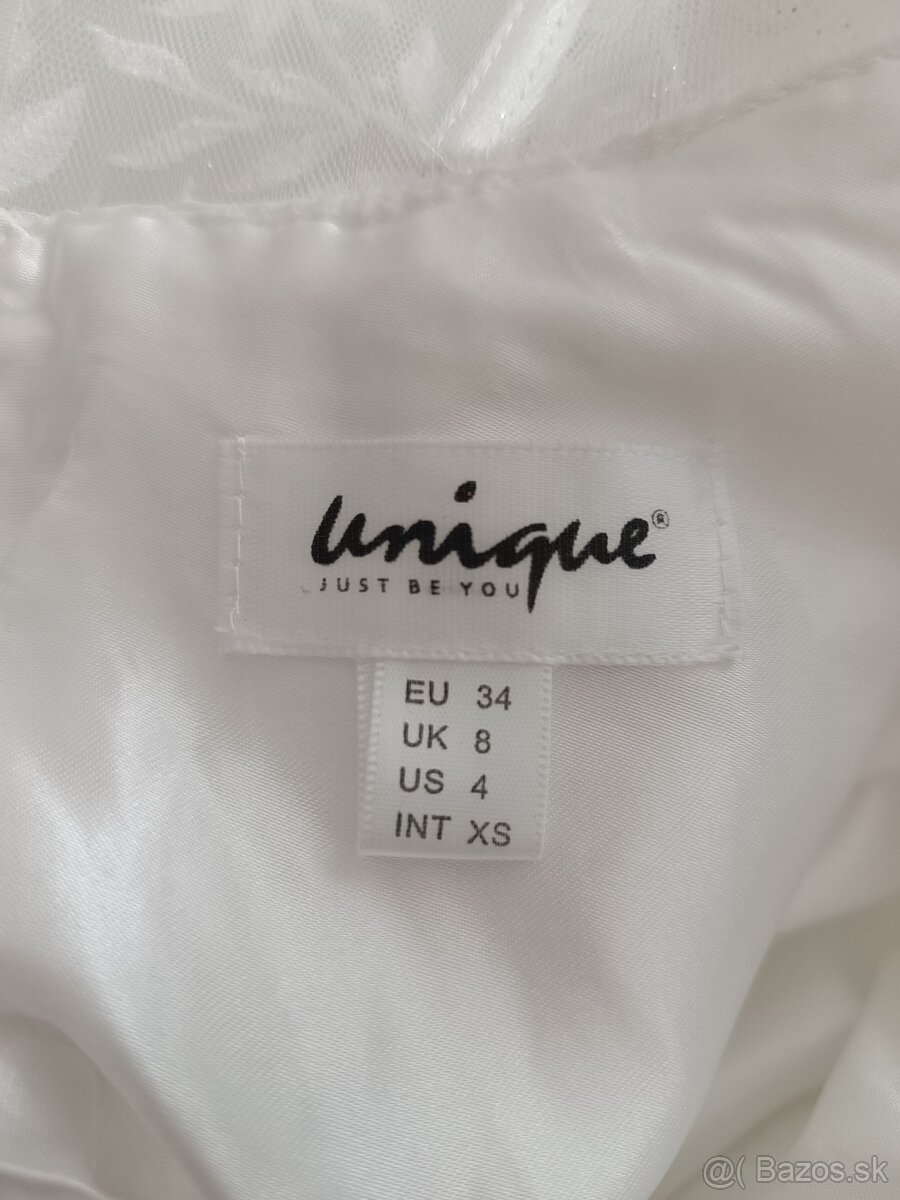 unique®
JUST BE YOU
EU 34
UK 8
US 4
INT XS
@( Bazos.sk